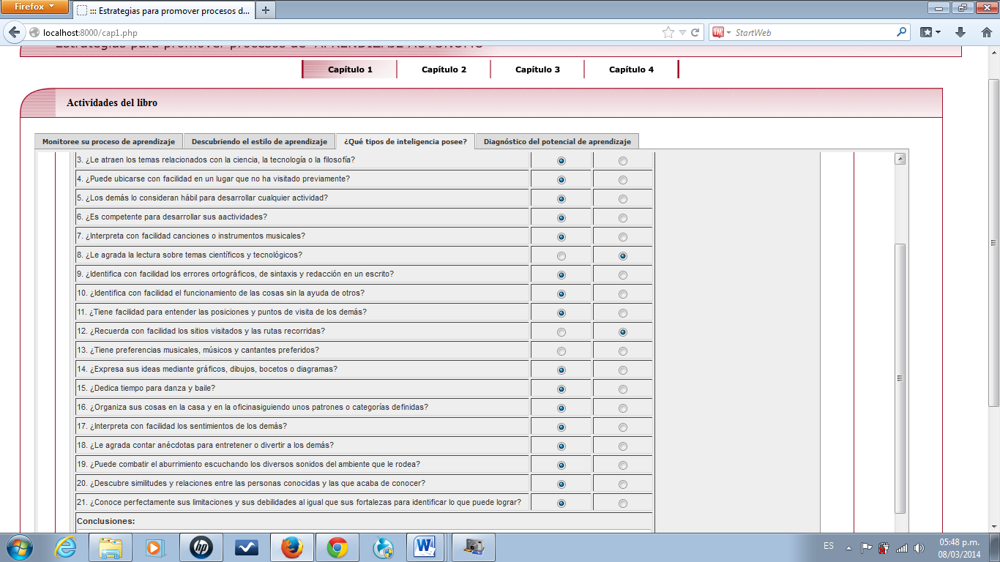 Firefox
::: Estrategias para promover procesos d...
localhost:8000/cap1.php
StartWeb
Estrategias para promover procesos de APRENDIZAJE AUTÓNOMO
Capítulo 1 Capítulo 2 Capítulo 3 Capítulo 4
Actividades del libro
Monitoree su proceso de aprendizaje Descubriendo el estilo de aprendizaje ¿Qué tipos de inteligencia posee? Diagnóstico del potencial de aprendizaje
3. ¿Le atraen los temas relacionados con la ciencia, la tecnología o la filosofía?
4. ¿Puede ubicarse con facilidad en un lugar que no ha visitado previamente?
5. ¿Los demás lo consideran hábil para desarrollar cualquier actividad?
6. ¿Es competente para desarrollar sus aactividades?
7. ¿Interpreta con facilidad canciones o instrumentos musicales?
8. ¿Le agrada la lectura sobre temas científicos y tecnológicos?
9. ¿Identifica con facilidad los errores ortográficos, de sintaxis y redacción en un escrito?
10. ¿Identifica con facilidad el funcionamiento de las cosas sin la ayuda de otros?
11. ¿Tiene facilidad para entender las posiciones y puntos de visita de los demás?
12. ¿Recuerda con facilidad los sitios visitados y las rutas recorridas?
13. ¿Tiene preferencias musicales, músicos y cantantes preferidos?
14. ¿Expresa sus ideas mediante gráficos, dibujos, bocetos o diagramas?
15. ¿Dedica tiempo para danza y baile?
16. ¿Organiza sus cosas en la casa y en la oficinasiguiendo unos patrones o categorías definidas?
17. ¿Interpreta con facilidad los sentimientos de los demás?
18. ¿Le agrada contar anécdotas para entretener o divertir a los demás?
19. ¿Puede combatir el aburrimiento escuchando los diversos sonidos del ambiente que le rodea?
20. ¿Descubre similitudes y relaciones entre las personas conocidas y las que acaba de conocer?
21. ¿Conoce perfectamente sus limitaciones y sus debilidades al igual que sus fortalezas para identificar lo que puede lograr?
Conclusiones:
hp
W
ES
05:48 p.m.
08/03/2014